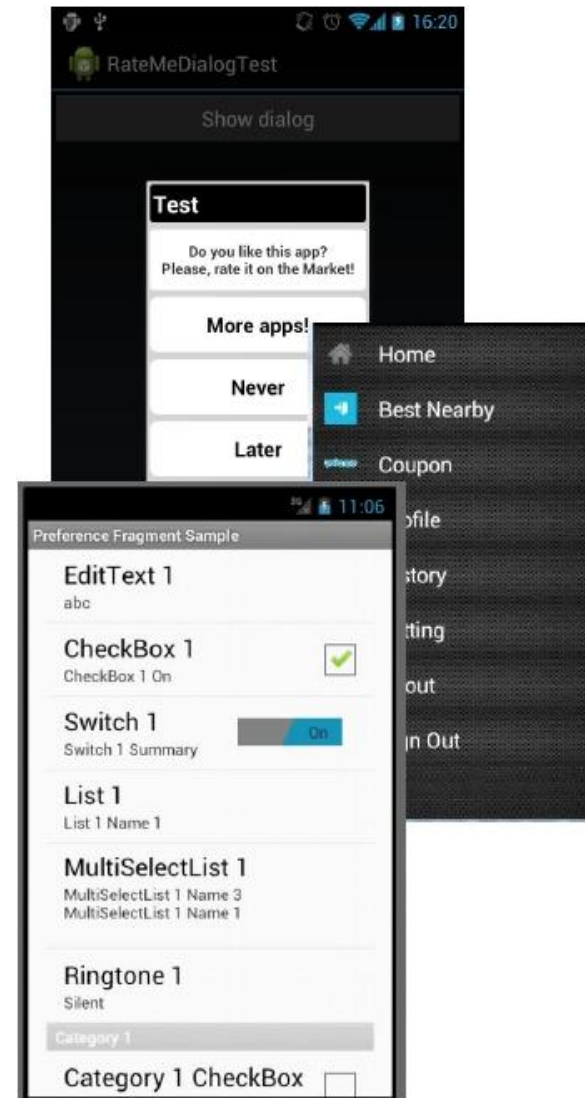 16:20
RateMeDialogTest
Show dialog
Test
Do you like this app?
Please, rate it on the Market!
More apps!
Never
Later
Home
Best Nearby
Coupon
ofile
story
tting
out
n Out
3G 11:06
Preference Fragment Sample
EditText 1
abc
CheckBox 1
CheckBox 1 On
Switch 1
On
Switch 1 Summary
List 1
List 1 Name 1
MultiSelectList 1
MultiSelectList 1 Name 3
MultiSelectList 1 Name 1
Ringtone 1
Silent
Category 1
Category 1 CheckBox